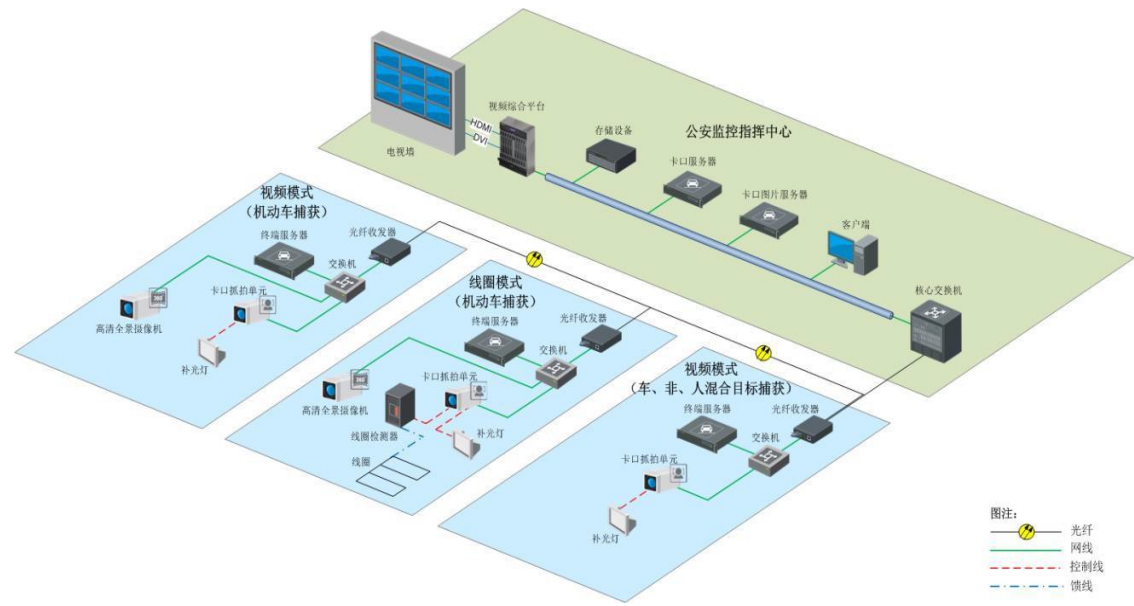 公安监控指挥中心
电视墙
HDMI
DVI
视频综合平台
存储设备
卡口服务器
卡口图片服务器
客户端
核心交换机
视频模式
（机动车捕获）
终端服务器
光纤收发器
交换机
卡口抓拍单元
高清全景摄像机
360°
补光灯
线圈模式
（机动车捕获）
终端服务器
光纤收发器
交换机
卡口抓拍单元
高清全景摄像机
360°
线圈检测器
补光灯
线圈
视频模式
（车、非、人混合目标捕获）
终端服务器
光纤收发器
交换机
卡口抓拍单元
补光灯
图注：
光纤
网线
控制线
馈线